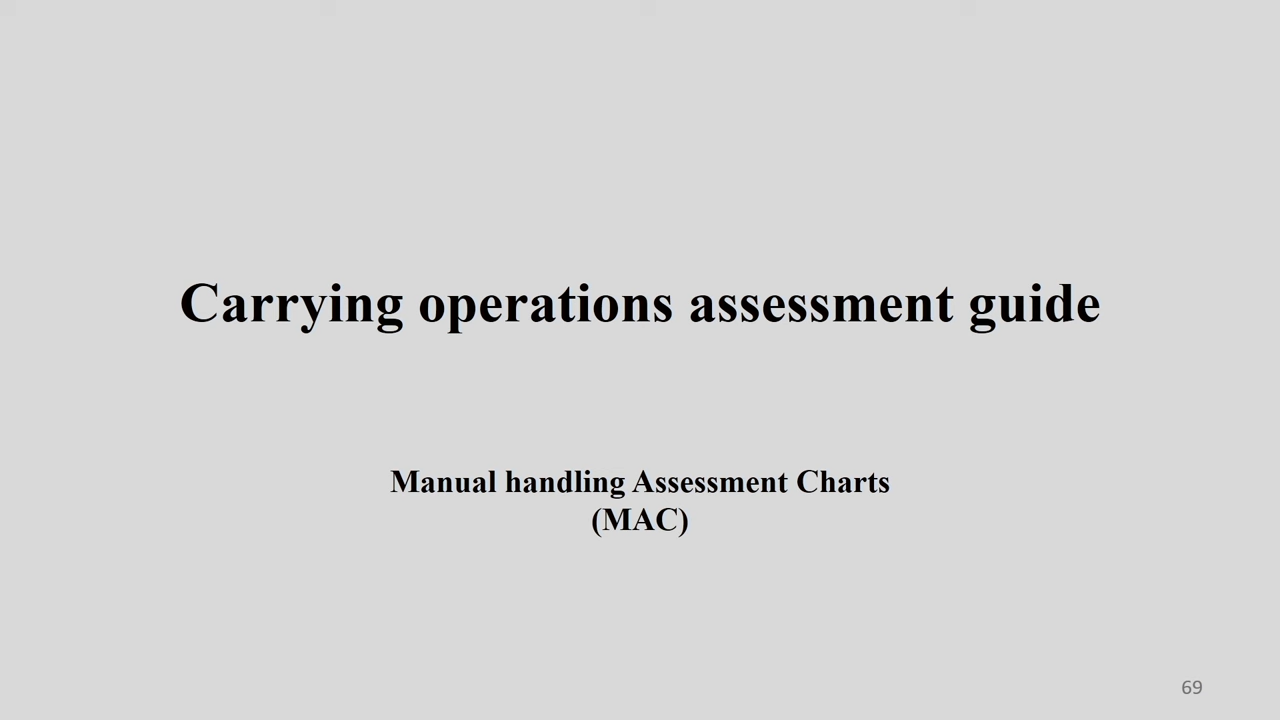 Carrying operations assessment guide
Manual handling Assessment Charts
(MAC)
69